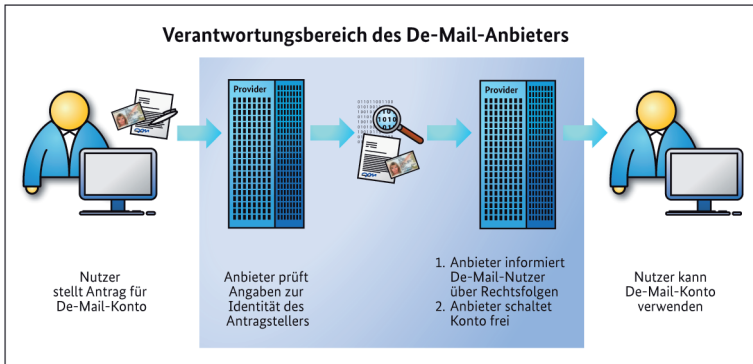 Verantwortungsbereich des De-Mail-Anbieters
Provider
Provider
1010
01
Nutzer
stellt Antrag für
De-Mail-Konto
Anbieter prüft
Angaben zur
Identität des
Antragstellers
1. Anbieter informiert
De-Mail-Nutzer
über Rechtsfolgen
2. Anbieter schaltet
Konto frei
Nutzer kann
De-Mail-Konto
verwenden